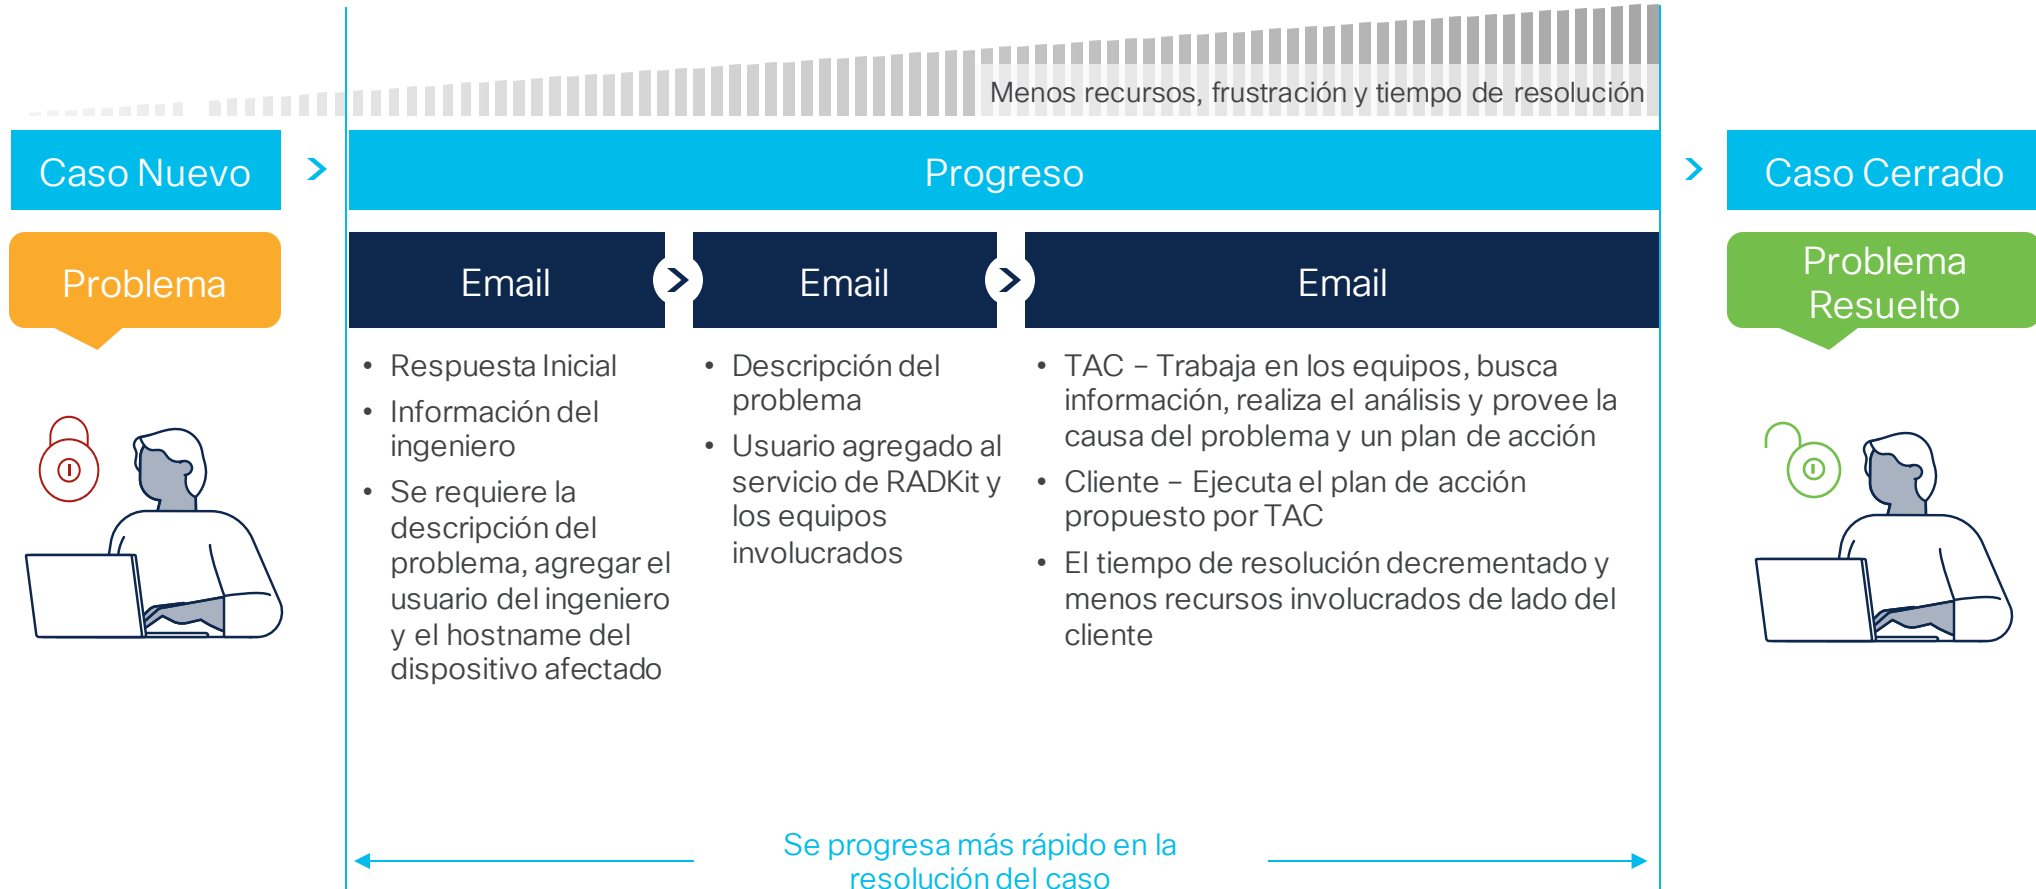 Menos recursos, frustración y tiempo de resolución
Caso Nuevo
Progreso
Caso Cerrado
Problema
Email
Email
Email
Problema
Resuelto
• Respuesta Inicial
• Información del
ingeniero
• Se requiere la
descripción del
problema, agregar el
usuario del ingeniero
y el hostname del
dispositivo afectado
• Descripción del
problema
• Usuario agregado al
servicio de RADKit y
los equipos
involucrados
• TAC – Trabaja en los equipos, busca
información, realiza el análisis y provee la
causa del problema y un plan de acción
• Cliente – Ejecuta el plan de acción
propuesto por TAC
• El tiempo de resolución decrementado y
menos recursos involucrados de lado del
cliente
Se progresa más rápido en la
resolución del caso